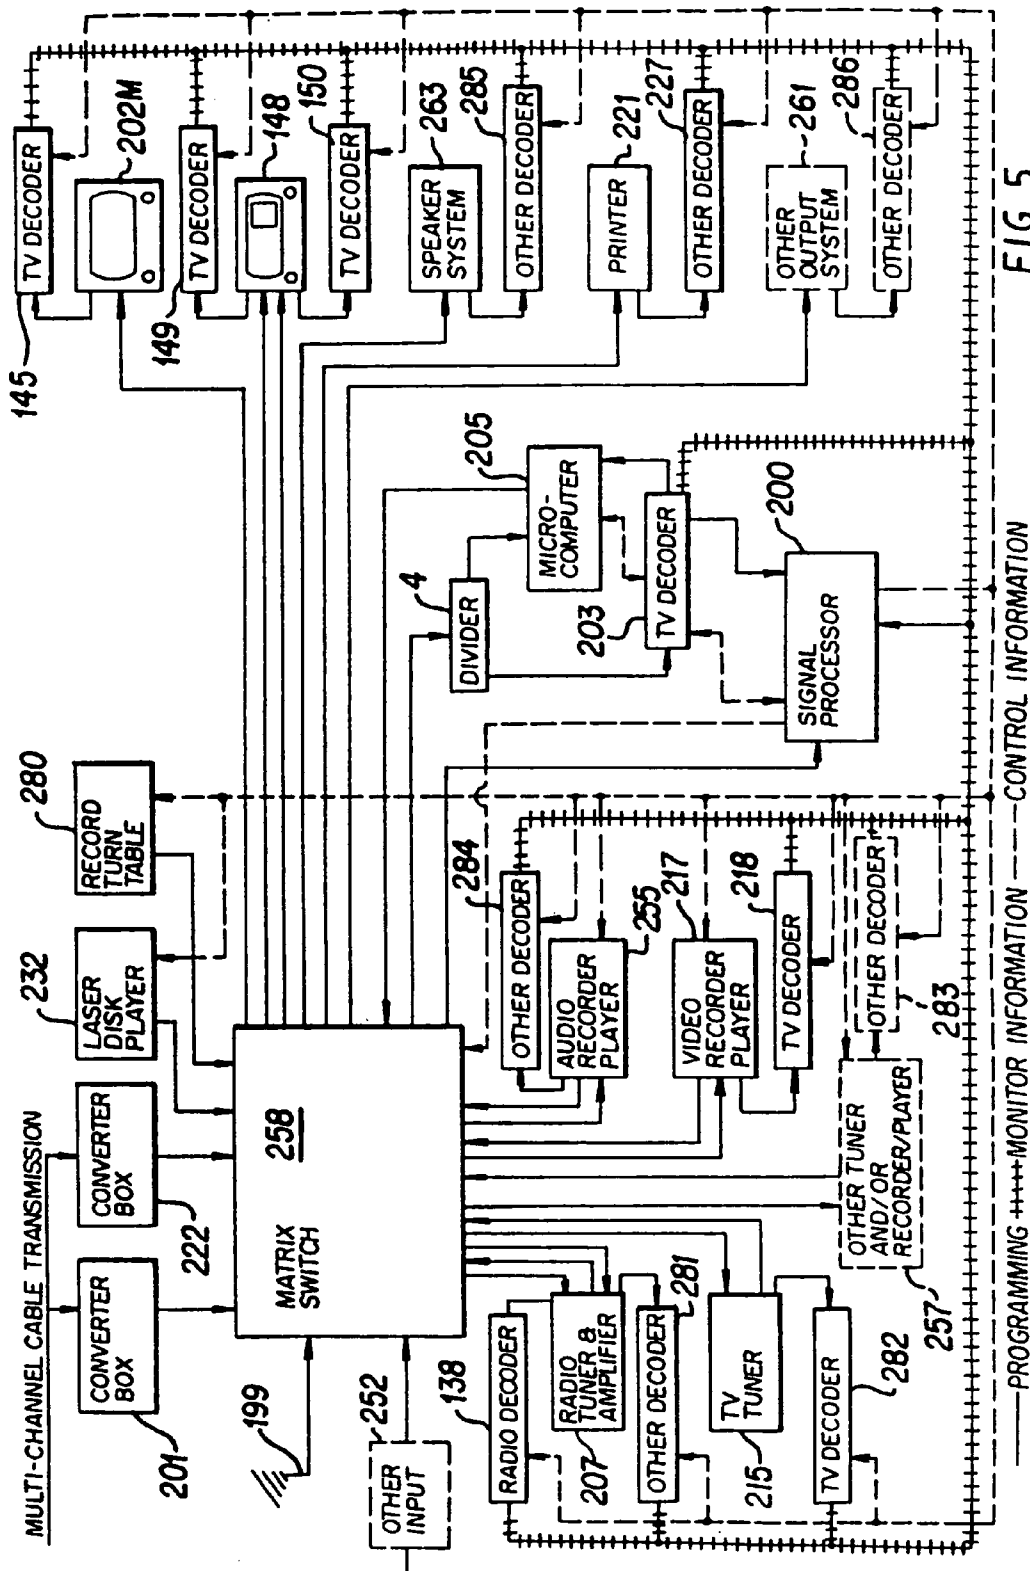 MULTI-CHANNEL CABLE TRANSMISSION
201
CONVERTER
BOX
222
CONVERTER
BOX
232
LASER
DISK
PLAYER
280
RECORD
TURN
TABLE
199
252
OTHER
INPUT
MATRIX
SWITCH
258
4
DIVIDER
205
MICRO-
COMPUTER
203
TV DECODER
200
SIGNAL
PROCESSOR
145
TV DECODER
202M
149
TV DECODER
148
150
TV DECODER
263
SPEAKER
SYSTEM
285
OTHER DECODER
221
PRINTER
227
OTHER DECODER
261
OTHER
OUTPUT
SYSTEM
286
OTHER DECODER
138
RADIO DECODER
207
RADIO
TUNER &
AMPLIFIER
281
OTHER DECODER
215
TV
TUNER
282
TV DECODER
257
OTHER TUNER
AND/OR
RECORDER/PLAYER
283
OTHER DECODER
284
OTHER DECODER
255
AUDIO
RECORDER
PLAYER
217
VIDEO
RECORDER
PLAYER
218
TV DECODER
PROGRAMMING MONITOR INFORMATION CONTROL INFORMATION
FIG. 5